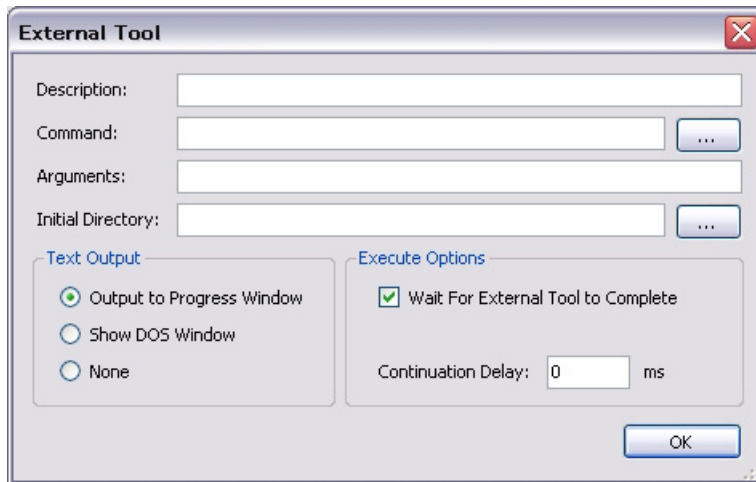 External Tool
Description:
Command:
...
Arguments:
Initial Directory:
...
Text Output
Output to Progress Window
Show DOS Window
None
Execute Options
Wait For External Tool to Complete
Continuation Delay: 0 ms
OK